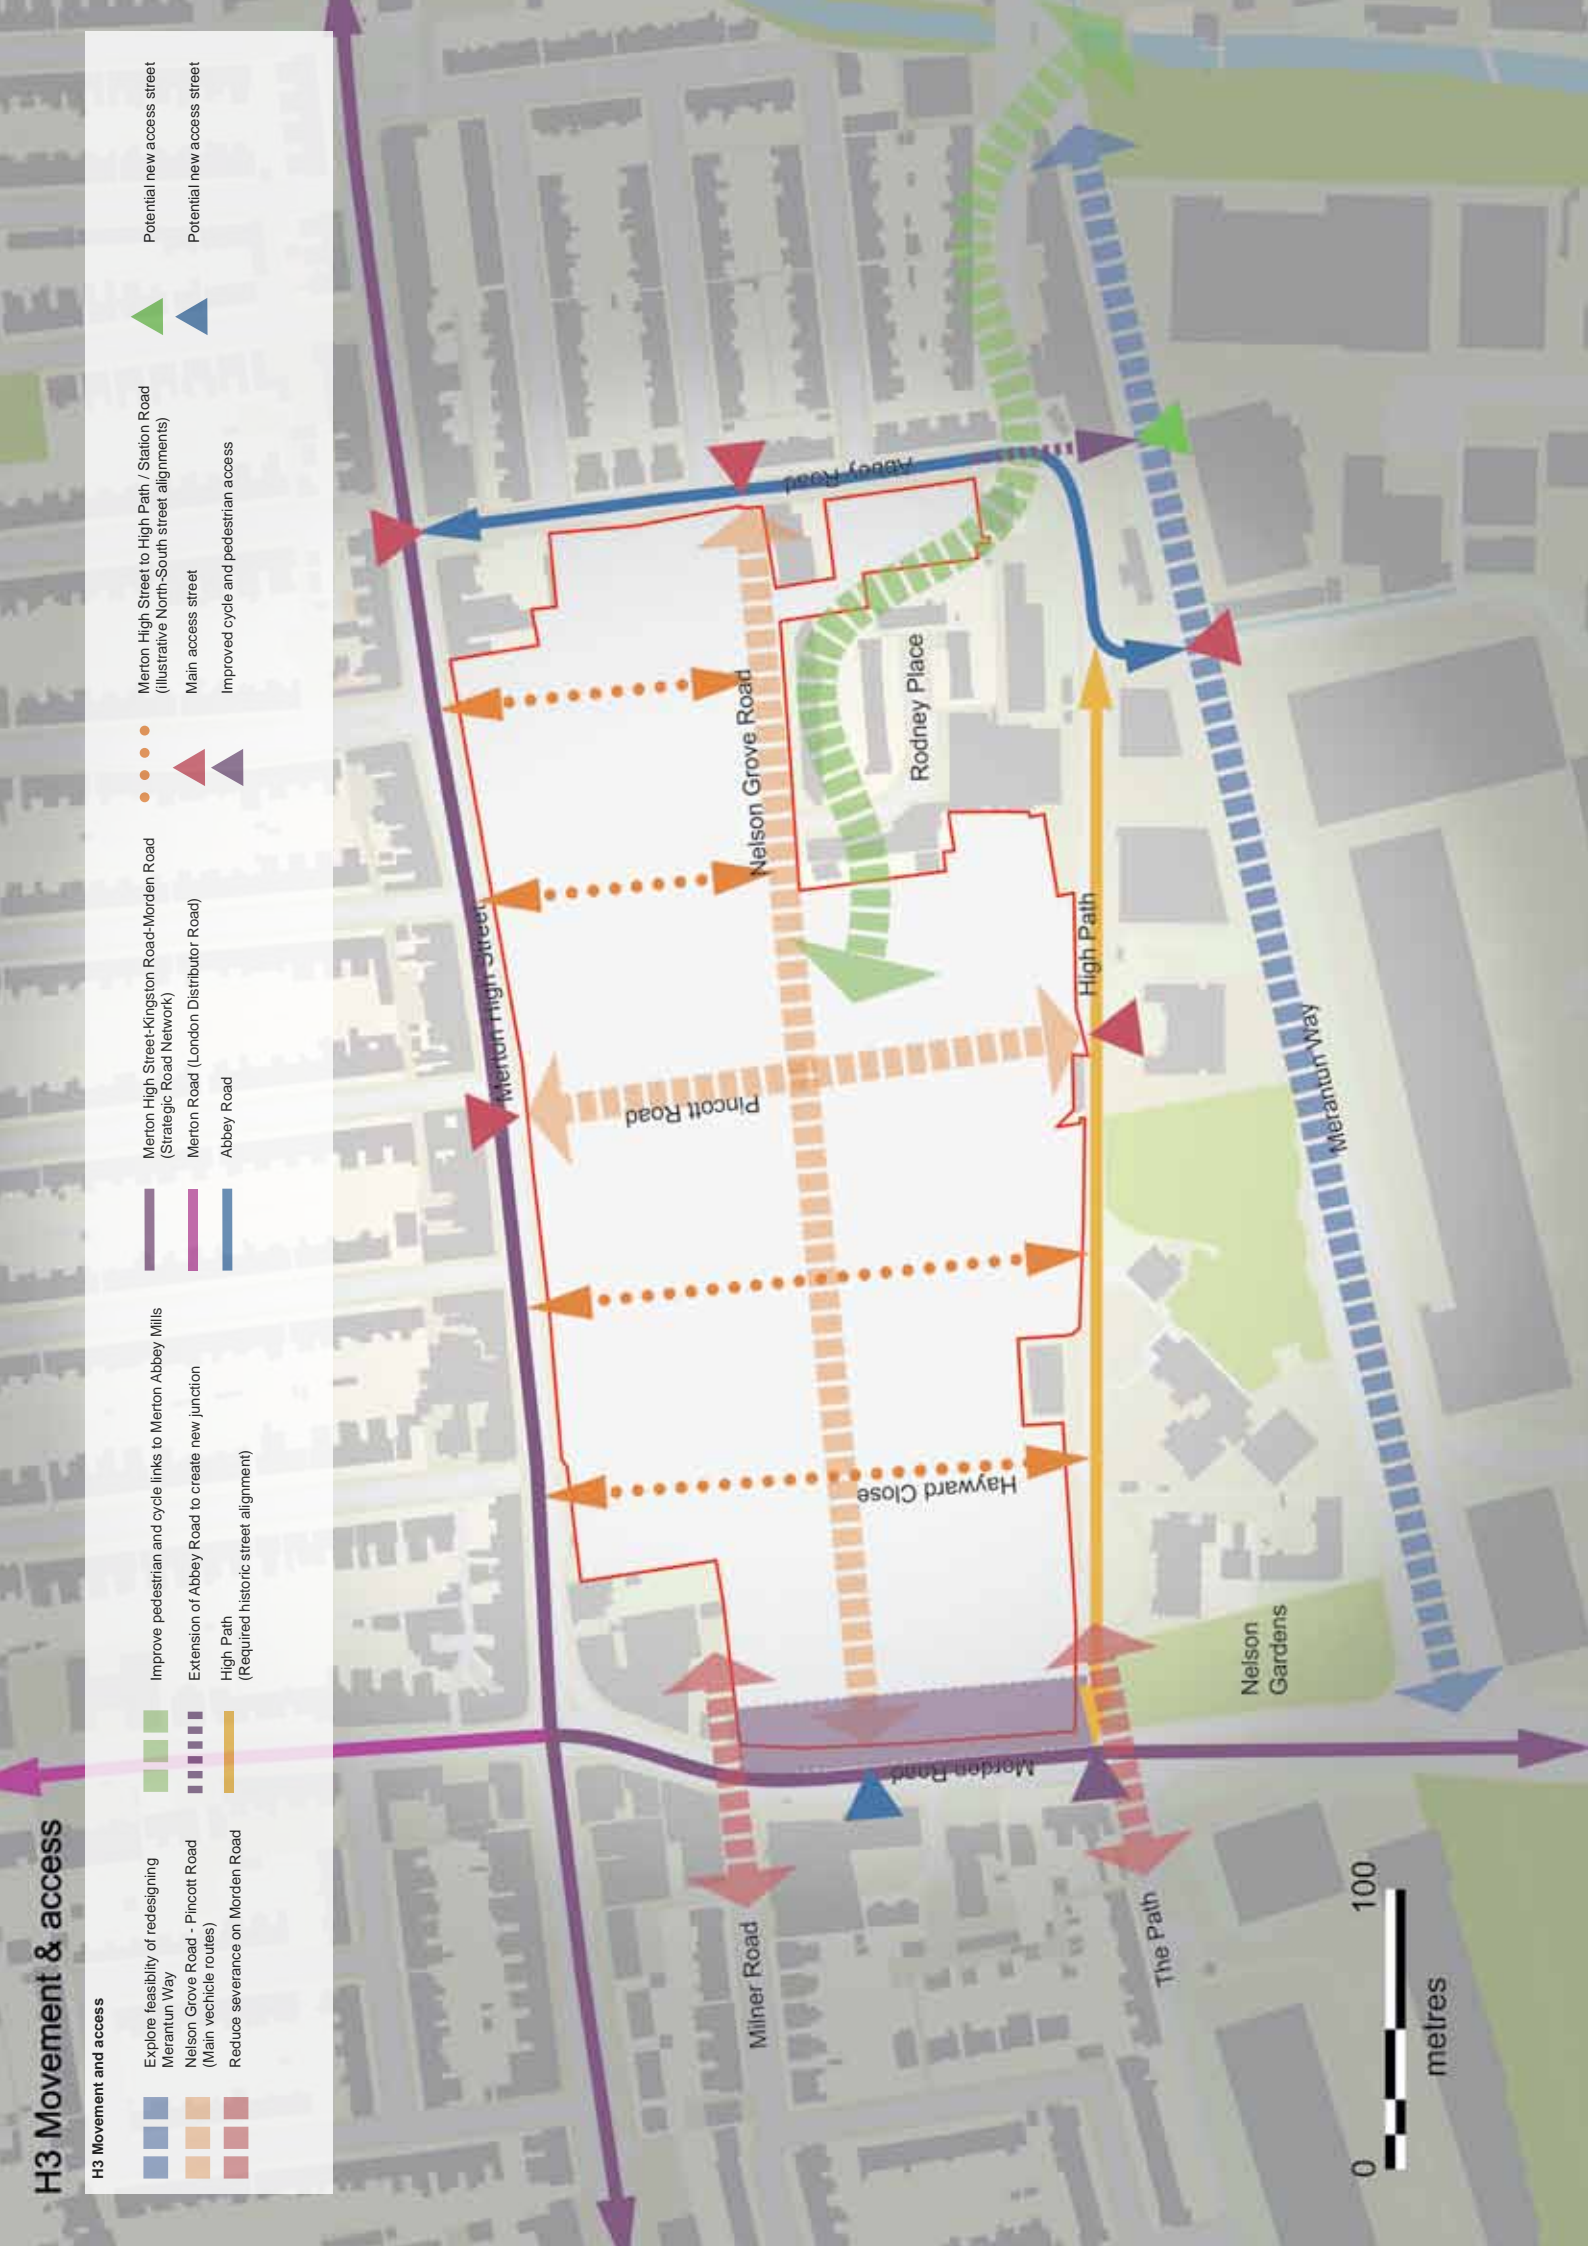 H3 Movement & access
H3 Movement and access
Explore feasiblity of redesigning
Merantun Way
Nelson Grove Road - Pincott Road
(Main vechicle routes)
Reduce severance on Morden Road
Improve pedestrian and cycle links to Merton Abbey Mills
Extension of Abbey Road to create new junction
High Path
(Required historic street alignment)
Merton High Street-Kingston Road-Morden Road
(Strategic Road Network)
Merton Road (London Distributor Road)
Abbey Road
Merton High Street to High Path / Station Road
(illustrative North-South street alignments)
Main access street
Improved cycle and pedestrian access
Potential new access street
Potential new access street
Merton High Street
Abbey Road
Nelson Grove Road
Pincott Road
Rodney Place
Hayward Close
High Path
Milner Road
Morden Road
The Path
Nelson
Gardens
Merantun Way
0
100
metres